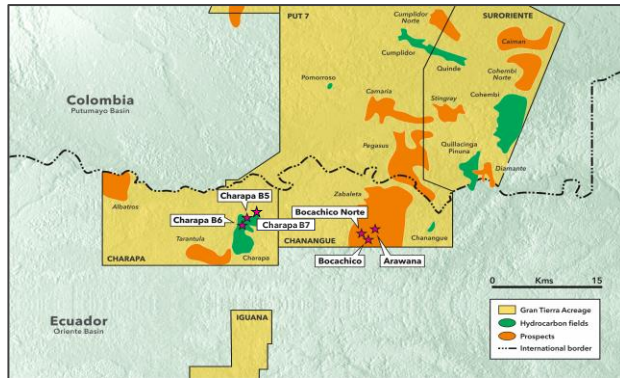 PUT 7
Cumplidor
Norte
SURORIENTE
Caiman
Cumplidor
Quinde
Cohembi
Norte
Pomorroso
Cohembi
Colombia
Putumayo Basin
Camaria
Stingray
Pegasus
Quillacinga
Pinuna
Diamante
Albatros
Charapa B5
Zabaleta
Charapa B6
Charapa B7
Bocachico Norte
Tarantula
Chanangue
Charapa
CHARAPA
CHANANGUE
Bocachico
Arawana
0 Kms 15
Ecuador
Oriente Basin
IGUANA
Gran Tierra Acreage
Hydrocarbon fields
Prospects
International border